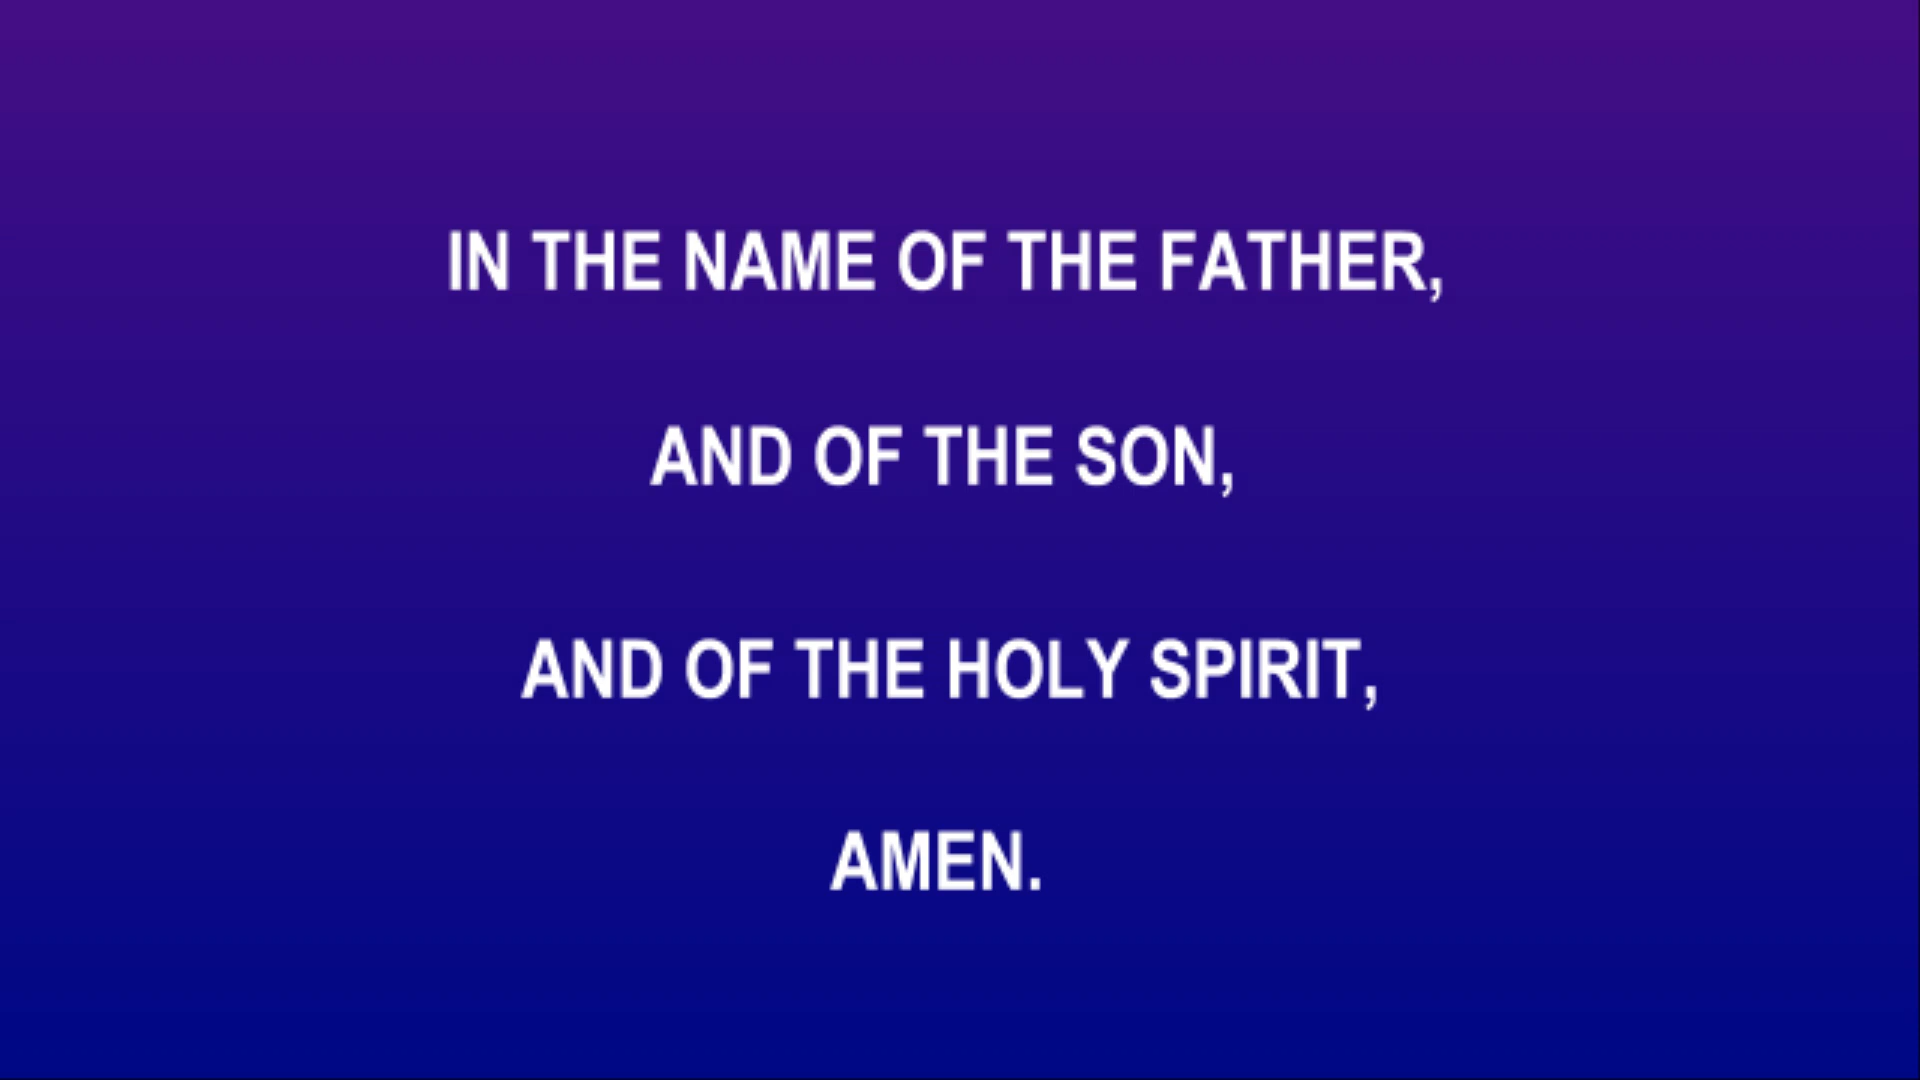 IN THE NAME OF THE FATHER,
AND OF THE SON,
AND OF THE HOLY SPIRIT,
AMEN.